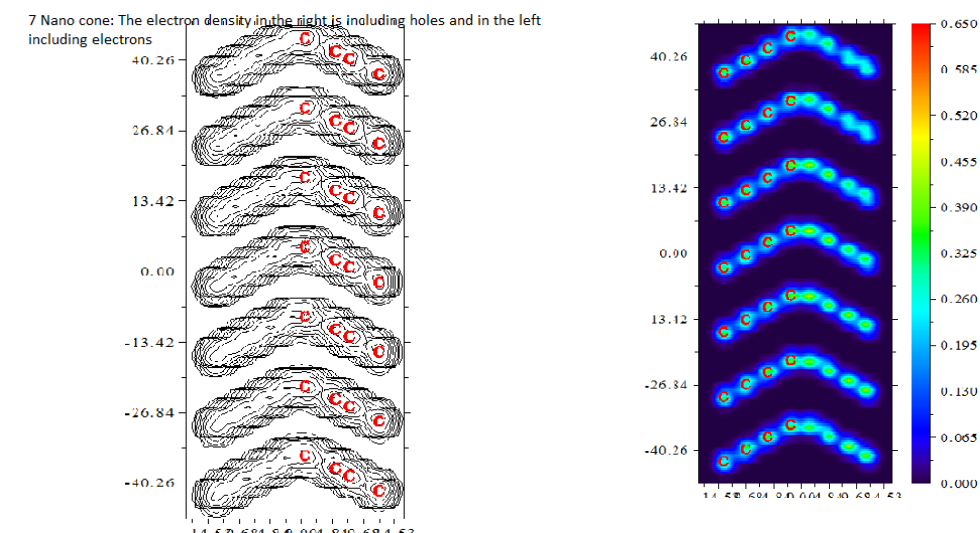 7 Nano cone: The electron density in the right is including holes and in the left
including electrons
40.26
26.84
13.42
0.00
-13.42
-26.84
-40.26
C C C C
C C C C
C C C C
C C C C
C C C C
C C C C
C C C C
40.26
26.84
13.42
0.00
13.12
-26.84
-40.26
C C C C
C C C C
C C C C
C C C C
C C C C
C C C C
C C C C
0.650
0.585
0.520
0.455
0.390
0.325
0.260
0.195
0.130
0.065
0.000